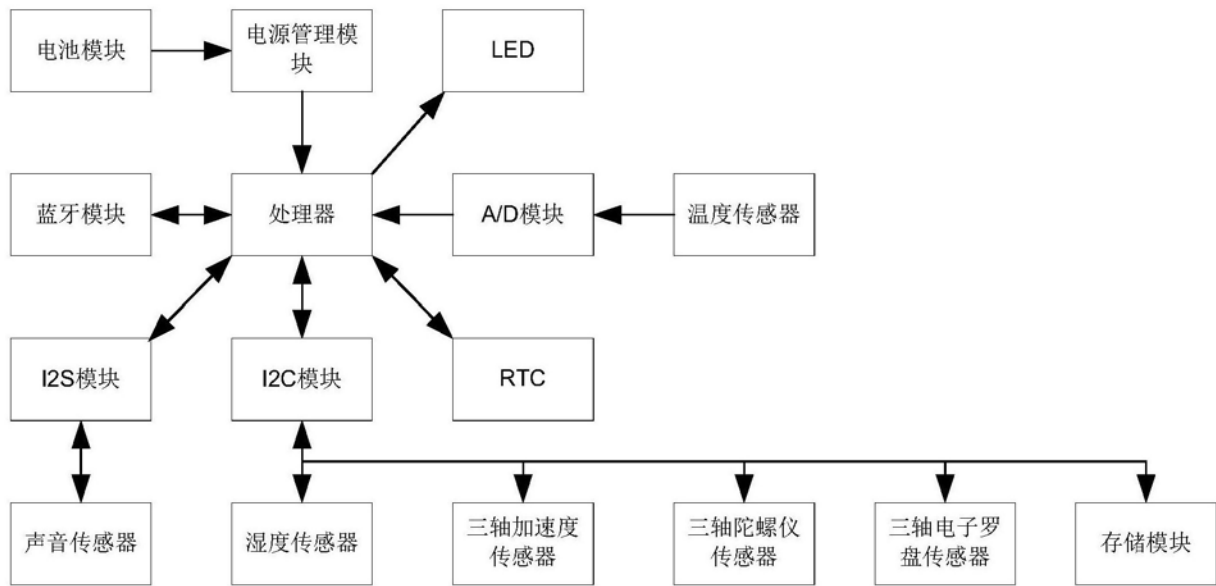 电池模块
电源管理模
块
LED
蓝牙模块
处理器
A/D模块
温度传感器
I2S模块
I2C模块
RTC
声音传感器
湿度传感器
三轴加速度
传感器
三轴陀螺仪
传感器
三轴电子罗
盘传感器
存储模块